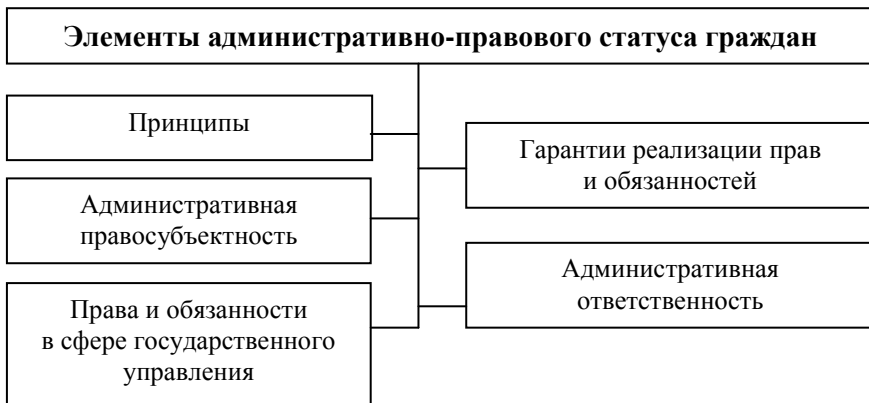 Элементы административно-правового статуса граждан
Принципы
Административная
правосубъектность
Права и обязанности
в сфере государственного
управления
Гарантии реализации прав
и обязанностей
Административная
ответственность